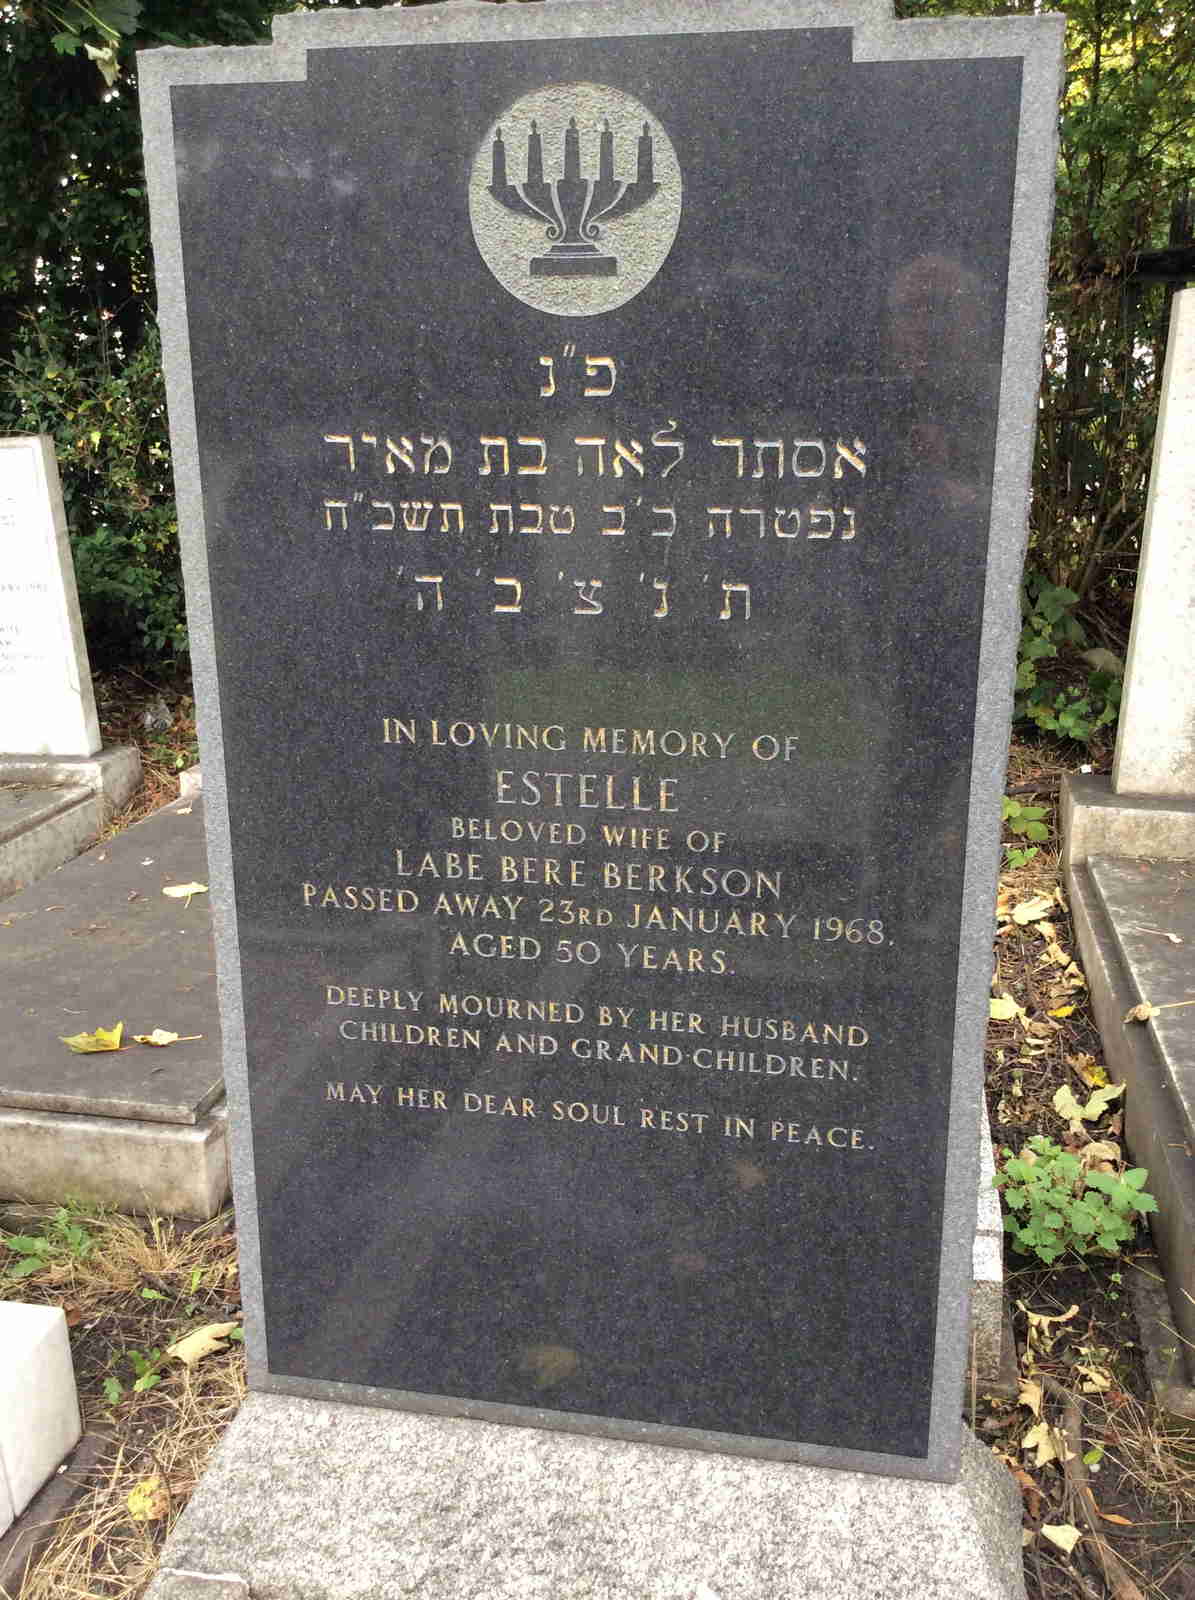 פ"נ
אסתר לאה בת מאיר
נפטרה כ'ב טבת תשכ"ח
ת' נ' צ' ב' ה'
IN LOVING MEMORY OF
ESTELLE
BELOVED WIFE OF
LABE BERE BERKSON
PASSED AWAY 23RD JANUARY 1968.
AGED 50 YEARS.
DEEPLY MOURNED BY HER HUSBAND
CHILDREN AND GRAND-CHILDREN.
MAY HER DEAR SOUL REST IN PEACE.